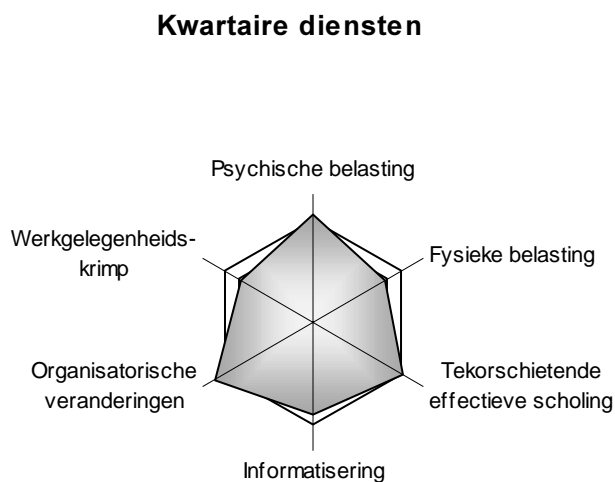 Kwartaire diensten
Psychische belasting
Werkgelegenheids-
krimp
Fysieke belasting
Organisatorische
veranderingen
Tekorschietende
effectieve scholing
Informatisering